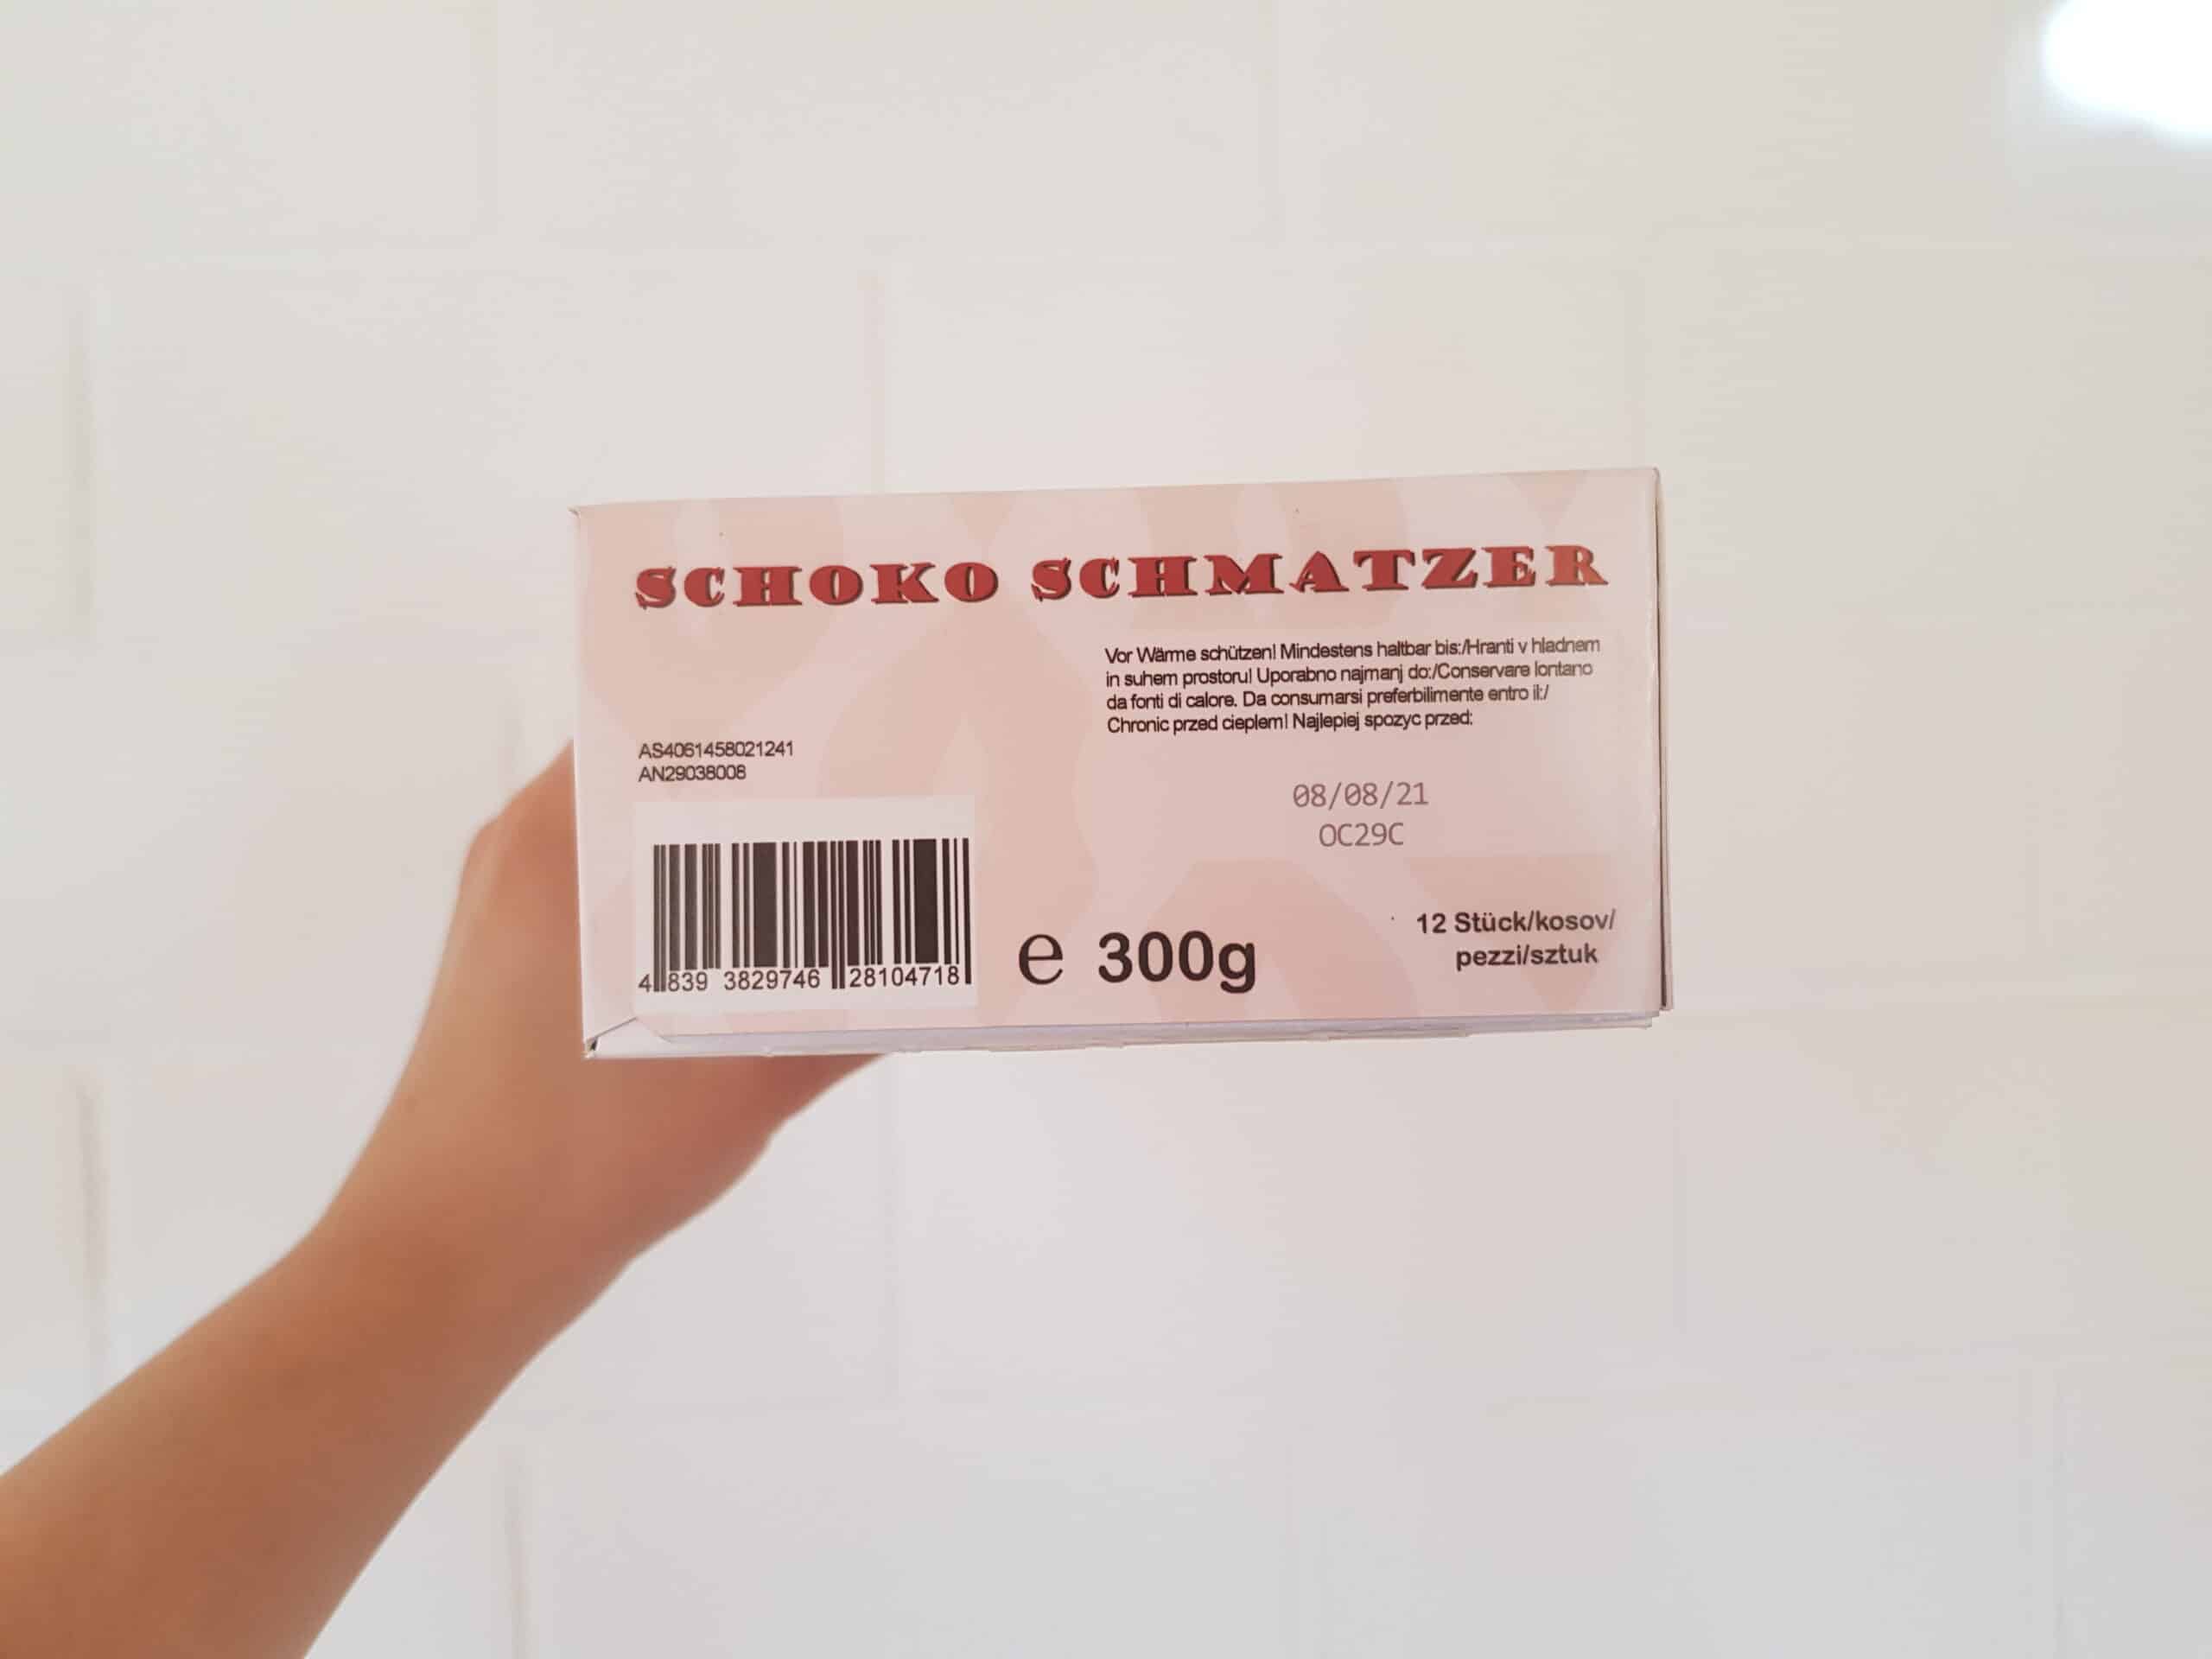 SCHOKO SCHMATZER
Vor Wärme schützen! Mindestens haltbar bis:/Hranti v hladnem
in suhem prostoru! Uporabno najmanj do:/Conservare lontano
da fonti di calore. Da consumarsi preferbilimente entro il:/
Chronic przed cieplem! Najlepiej spozyc przed:
AS4061458021241
AN29038008
08/08/21
OC29C
4 839 3829746 28104718
e 300g
12 Stück/kosov/
pezzi/sztuk